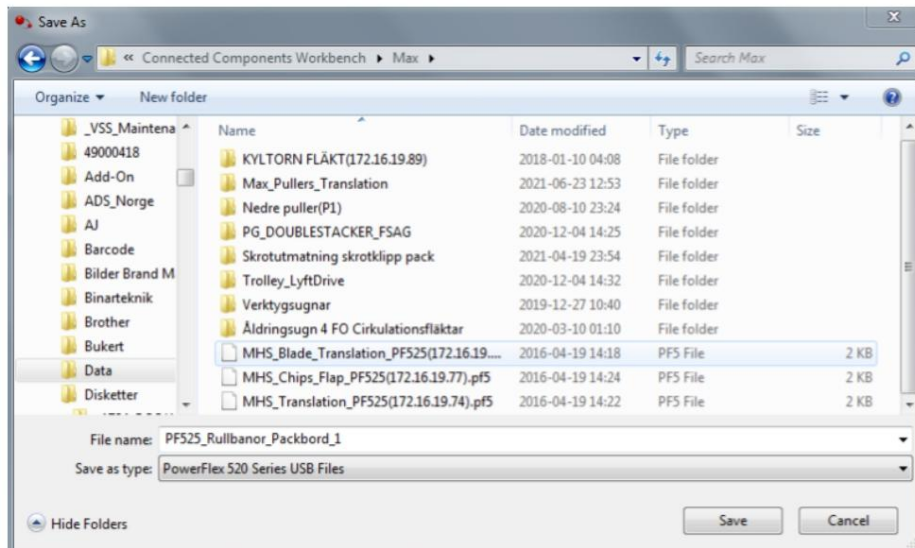 Save As
« Connected Components Workbench ▸ Max ▸ Search Max
Organize New folder
_VSS_Maintena
49000418
Add-On
ADS_Norge
AJ
Barcode
Bilder Brand M
Binarteknik
Brother
Bukert
Data
Disketter
Name Date modified Type Size
KYLTORN FLÄKT(172.16.19.89) 2018-01-10 04:08 File folder
Max_Pullers_Translation 2021-06-23 12:53 File folder
Nedre puller(P1) 2020-08-10 23:24 File folder
PG_DOUBLESTACKER_FSAG 2020-12-04 14:25 File folder
Skrotutmatning skrotklipp pack 2021-04-19 23:54 File folder
Trolley_LyftDrive 2020-12-04 14:32 File folder
Verktygsugnar 2019-12-27 10:40 File folder
Åldringsugn 4 FO Cirkulationsfläktar 2020-03-10 01:10 File folder
MHS_Blade_Translation_PF525(172.16.19.... 2016-04-19 14:18 PF5 File 2 KB
MHS_Chips_Flap_PF525(172.16.19.77).pf5 2016-04-19 14:24 PF5 File 2 KB
MHS_Translation_PF525(172.16.19.74).pf5 2016-04-19 14:22 PF5 File 2 KB
File name: PF525_Rullbanor_Packbord_1
Save as type: PowerFlex 520 Series USB Files
Hide Folders Save Cancel